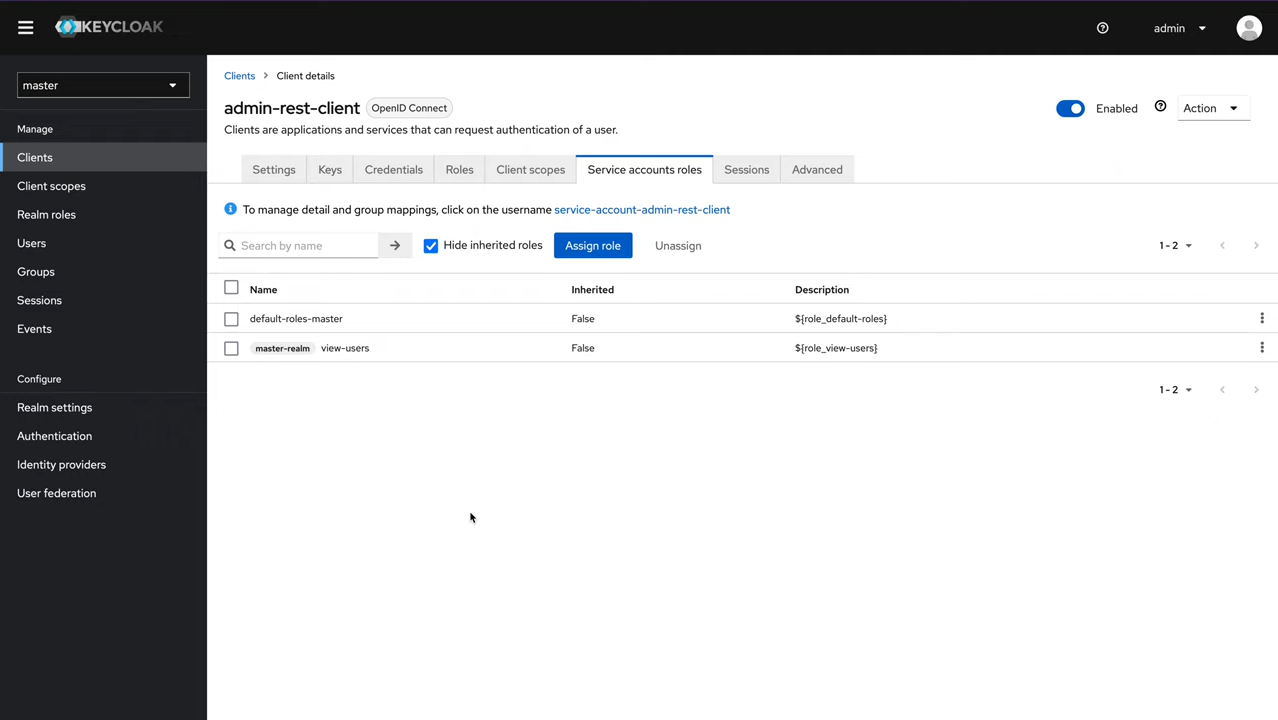 KEYCLOAK
admin
master
Manage
Clients
Client scopes
Realm roles
Users
Groups
Sessions
Events
Configure
Realm settings
Authentication
Identity providers
User federation
Clients > Client details
admin-rest-client OpenID Connect
Enabled
Action
Clients are applications and services that can request authentication of a user.
Settings Keys Credentials Roles Client scopes Service accounts roles Sessions Advanced
To manage detail and group mappings, click on the username service-account-admin-rest-client
Search by name Hide inherited roles Assign role Unassign 1 - 2
Name Inherited Description
default-roles-master False ${role_default-roles}
master-realm view-users False ${role_view-users}
1 - 2